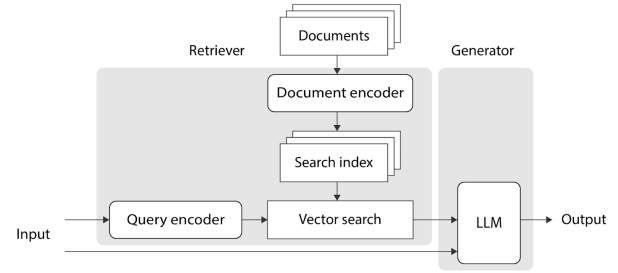 Documents
Retriever
Generator
Document encoder
Search index
Query encoder
Vector search
LLM
Output
Input